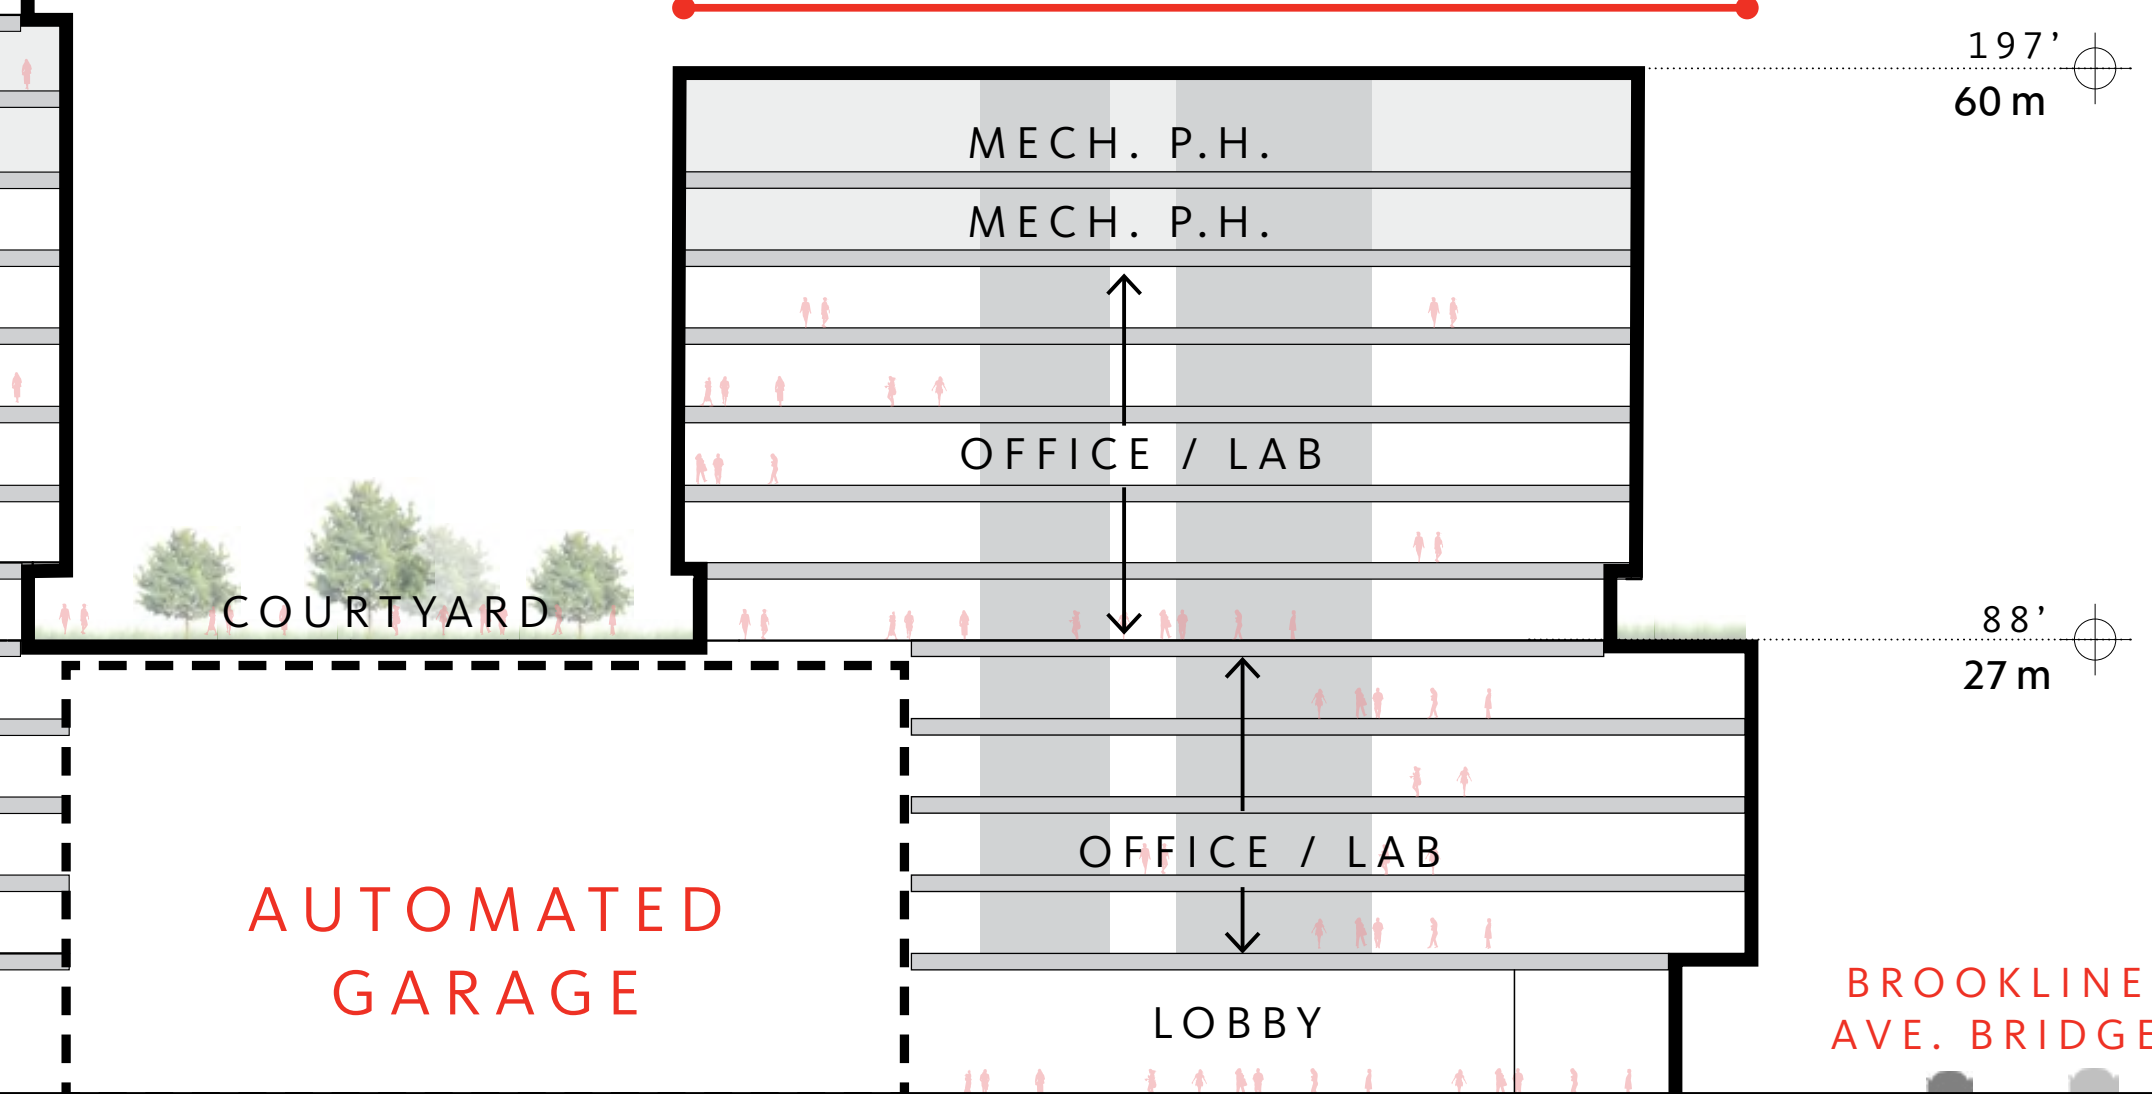 197’
60 m
MECH. P.H.
MECH. P.H.
OFFICE / LAB
COURTYARD
88’
27 m
OFFICE / LAB
AUTOMATED
GARAGE
LOBBY
BROOKLINE
AVE. BRIDGE